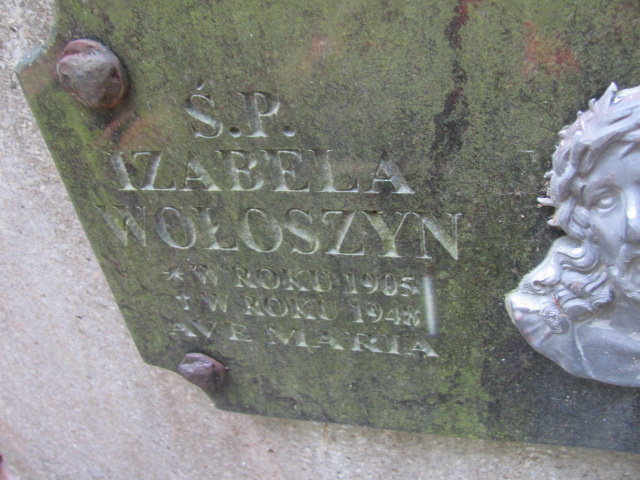 Ś.P.
IZABELA
WOŁOSZYN
* W ROKU 1905
† W ROKU 1948
AVE MARIA